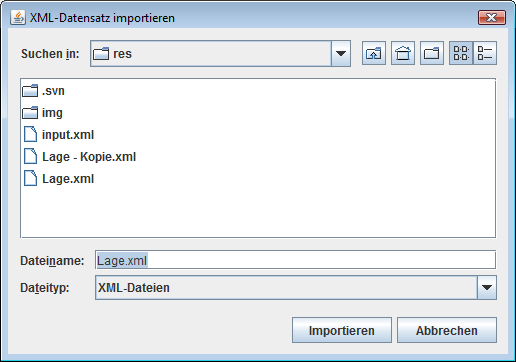 XML-Datensatz importieren
Suchen in: res
.svn
img
input.xml
Lage - Kopie.xml
Lage.xml
Dateiname: Lage.xml
Dateityp: XML-Dateien
Importieren Abbrechen